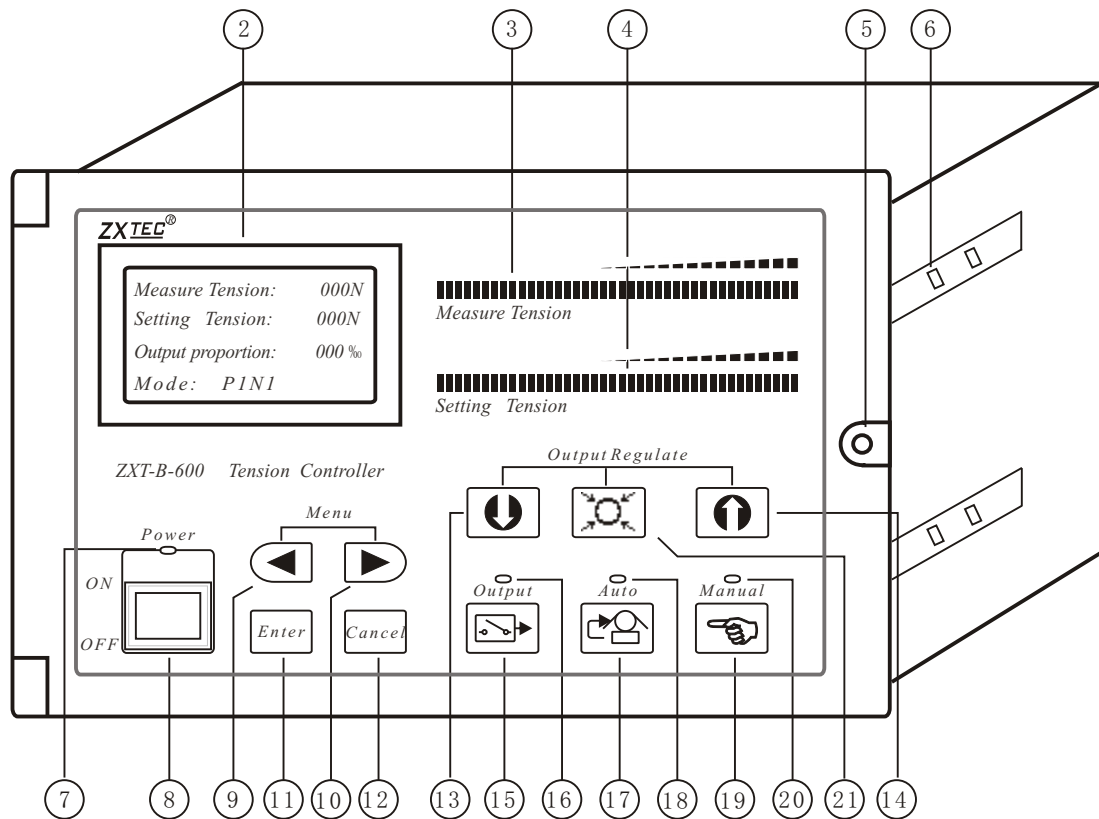 2 3 4 5 6
ZXTEC®
Measure Tension: 000N
Setting Tension: 000N
Output proportion: 000 ‰
Mode: P1N1
Measure Tension
Setting Tension
ZXT-B-600 Tension Controller
Output Regulate
Menu
Power
ON
OFF
Enter
Cancel
Output
Auto
Manual
7 8 9 11 10 12 13 15 16 17 18 19 20 21 14